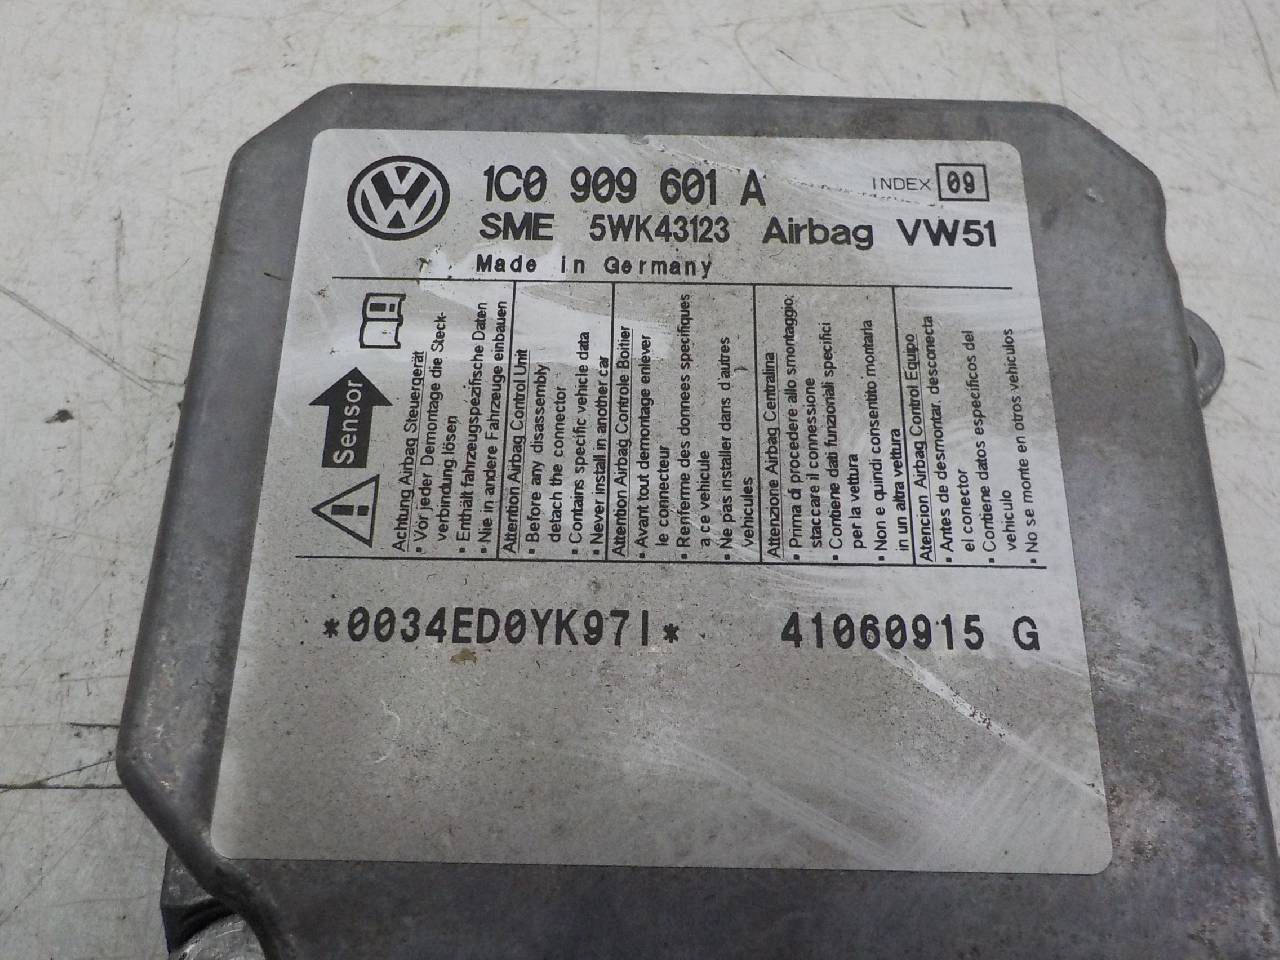 VW 1C0 909 601 A INDEX 09
SME 5WK43123 Airbag VW51
Made in Germany
Sensor
Achtung Airbag Steuergerät
• Vor jeder Demontage die Steck-
verbindung lösen
• Enthält fahrzeugspezifische Daten
• Nie in andere Fahrzeuge einbauen
Attention Airbag Control Unit
• Before any disassembly
detach the connector
• Contains specific vehicle data
• Never install in another car
Attention Airbag Controle Boitier
• Avant tout demontage enlever
le connecteur
• Renferme des donnees specifiques
a ce vehicule
• Ne pas installer dans d'autres
vehicules
Attenzione Airbag Centralina
• Prima di procedere allo smontaggio:
staccare il connessione
• Contiene dati funzionali specifici
per la vettura
• Non e quindi consentito montarla
in un altra vettura
Atencion Airbag Control Equipo
• Antes de desmontar, desconecta
el conector
• Contiene datos especificos del
vehiculo
• No se monte en otros vehiculos
*0034ED0YK97I* 41060915 G